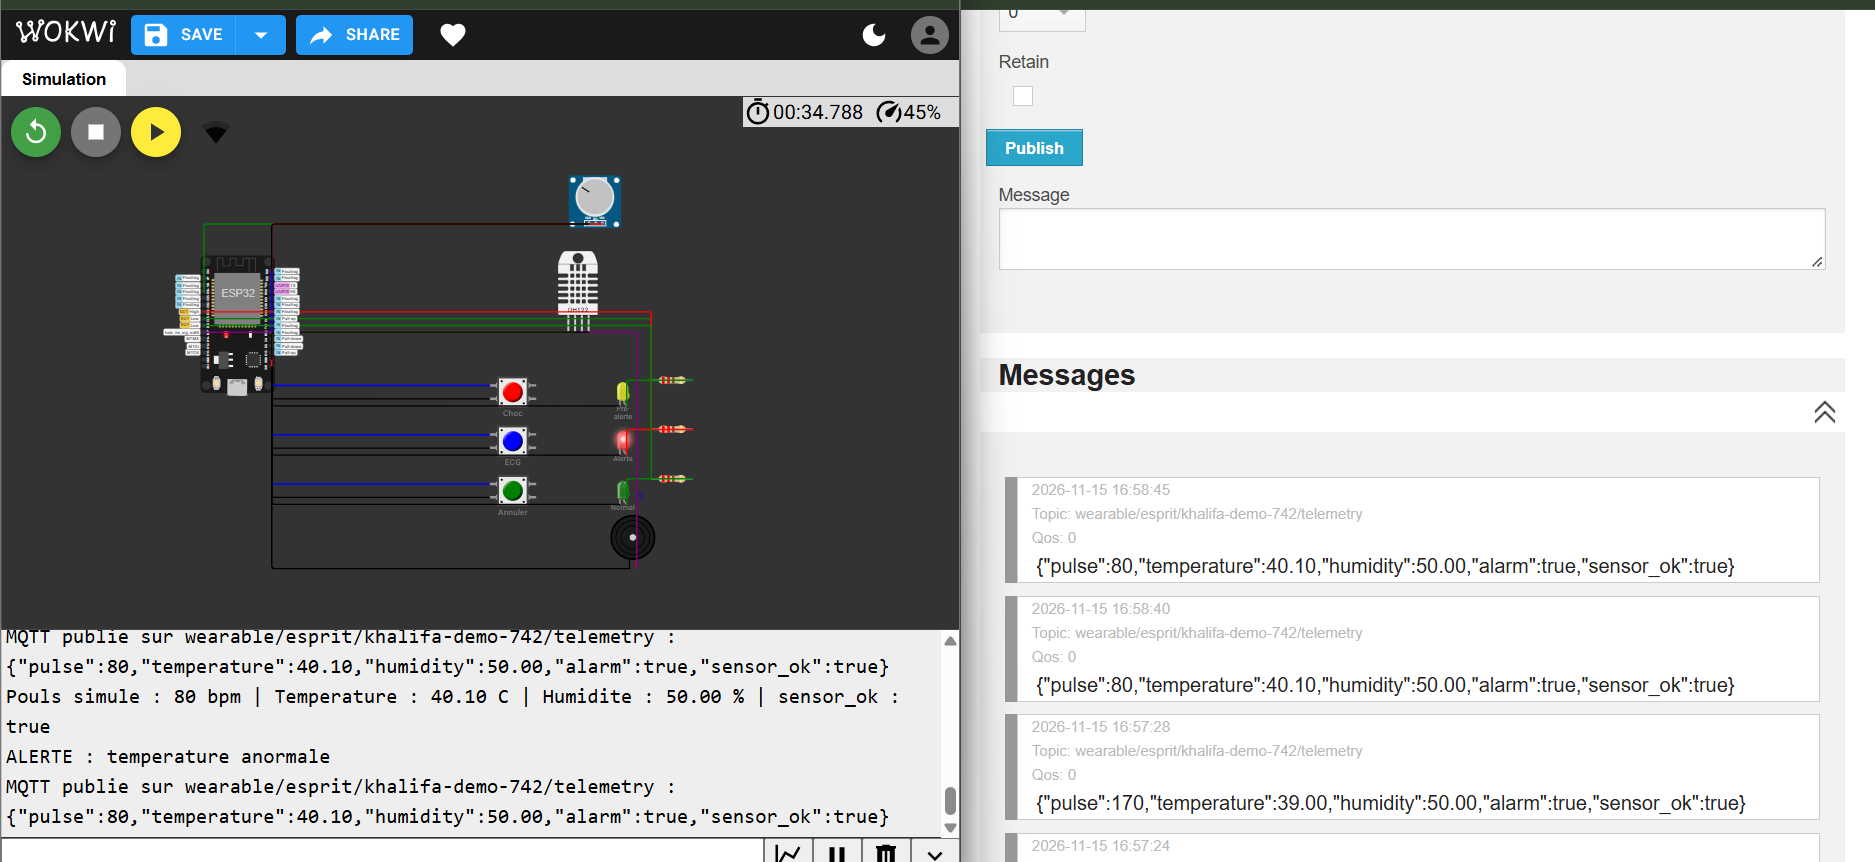 WOKWI
SAVE
SHARE
Simulation
00:34.788
45%
ESP32
DHT22
Choc
ECG
Annuler
Pré-
alerte
Alerte
Normal
MQTT publie sur wearable/esprit/khalifa-demo-742/telemetry :
{"pulse":80,"temperature":40.10,"humidity":50.00,"alarm":true,"sensor_ok":true}
Pouls simule : 80 bpm | Temperature : 40.10 C | Humidite : 50.00 % | sensor_ok :
true
ALERTE : temperature anormale
MQTT publie sur wearable/esprit/khalifa-demo-742/telemetry :
{"pulse":80,"temperature":40.10,"humidity":50.00,"alarm":true,"sensor_ok":true}
0
Retain
Publish
Message
Messages
2026-11-15 16:58:45
Topic: wearable/esprit/khalifa-demo-742/telemetry
Qos: 0
{"pulse":80,"temperature":40.10,"humidity":50.00,"alarm":true,"sensor_ok":true}
2026-11-15 16:58:40
Topic: wearable/esprit/khalifa-demo-742/telemetry
Qos: 0
{"pulse":80,"temperature":40.10,"humidity":50.00,"alarm":true,"sensor_ok":true}
2026-11-15 16:57:28
Topic: wearable/esprit/khalifa-demo-742/telemetry
Qos: 0
{"pulse":170,"temperature":39.00,"humidity":50.00,"alarm":true,"sensor_ok":true}
2026-11-15 16:57:24